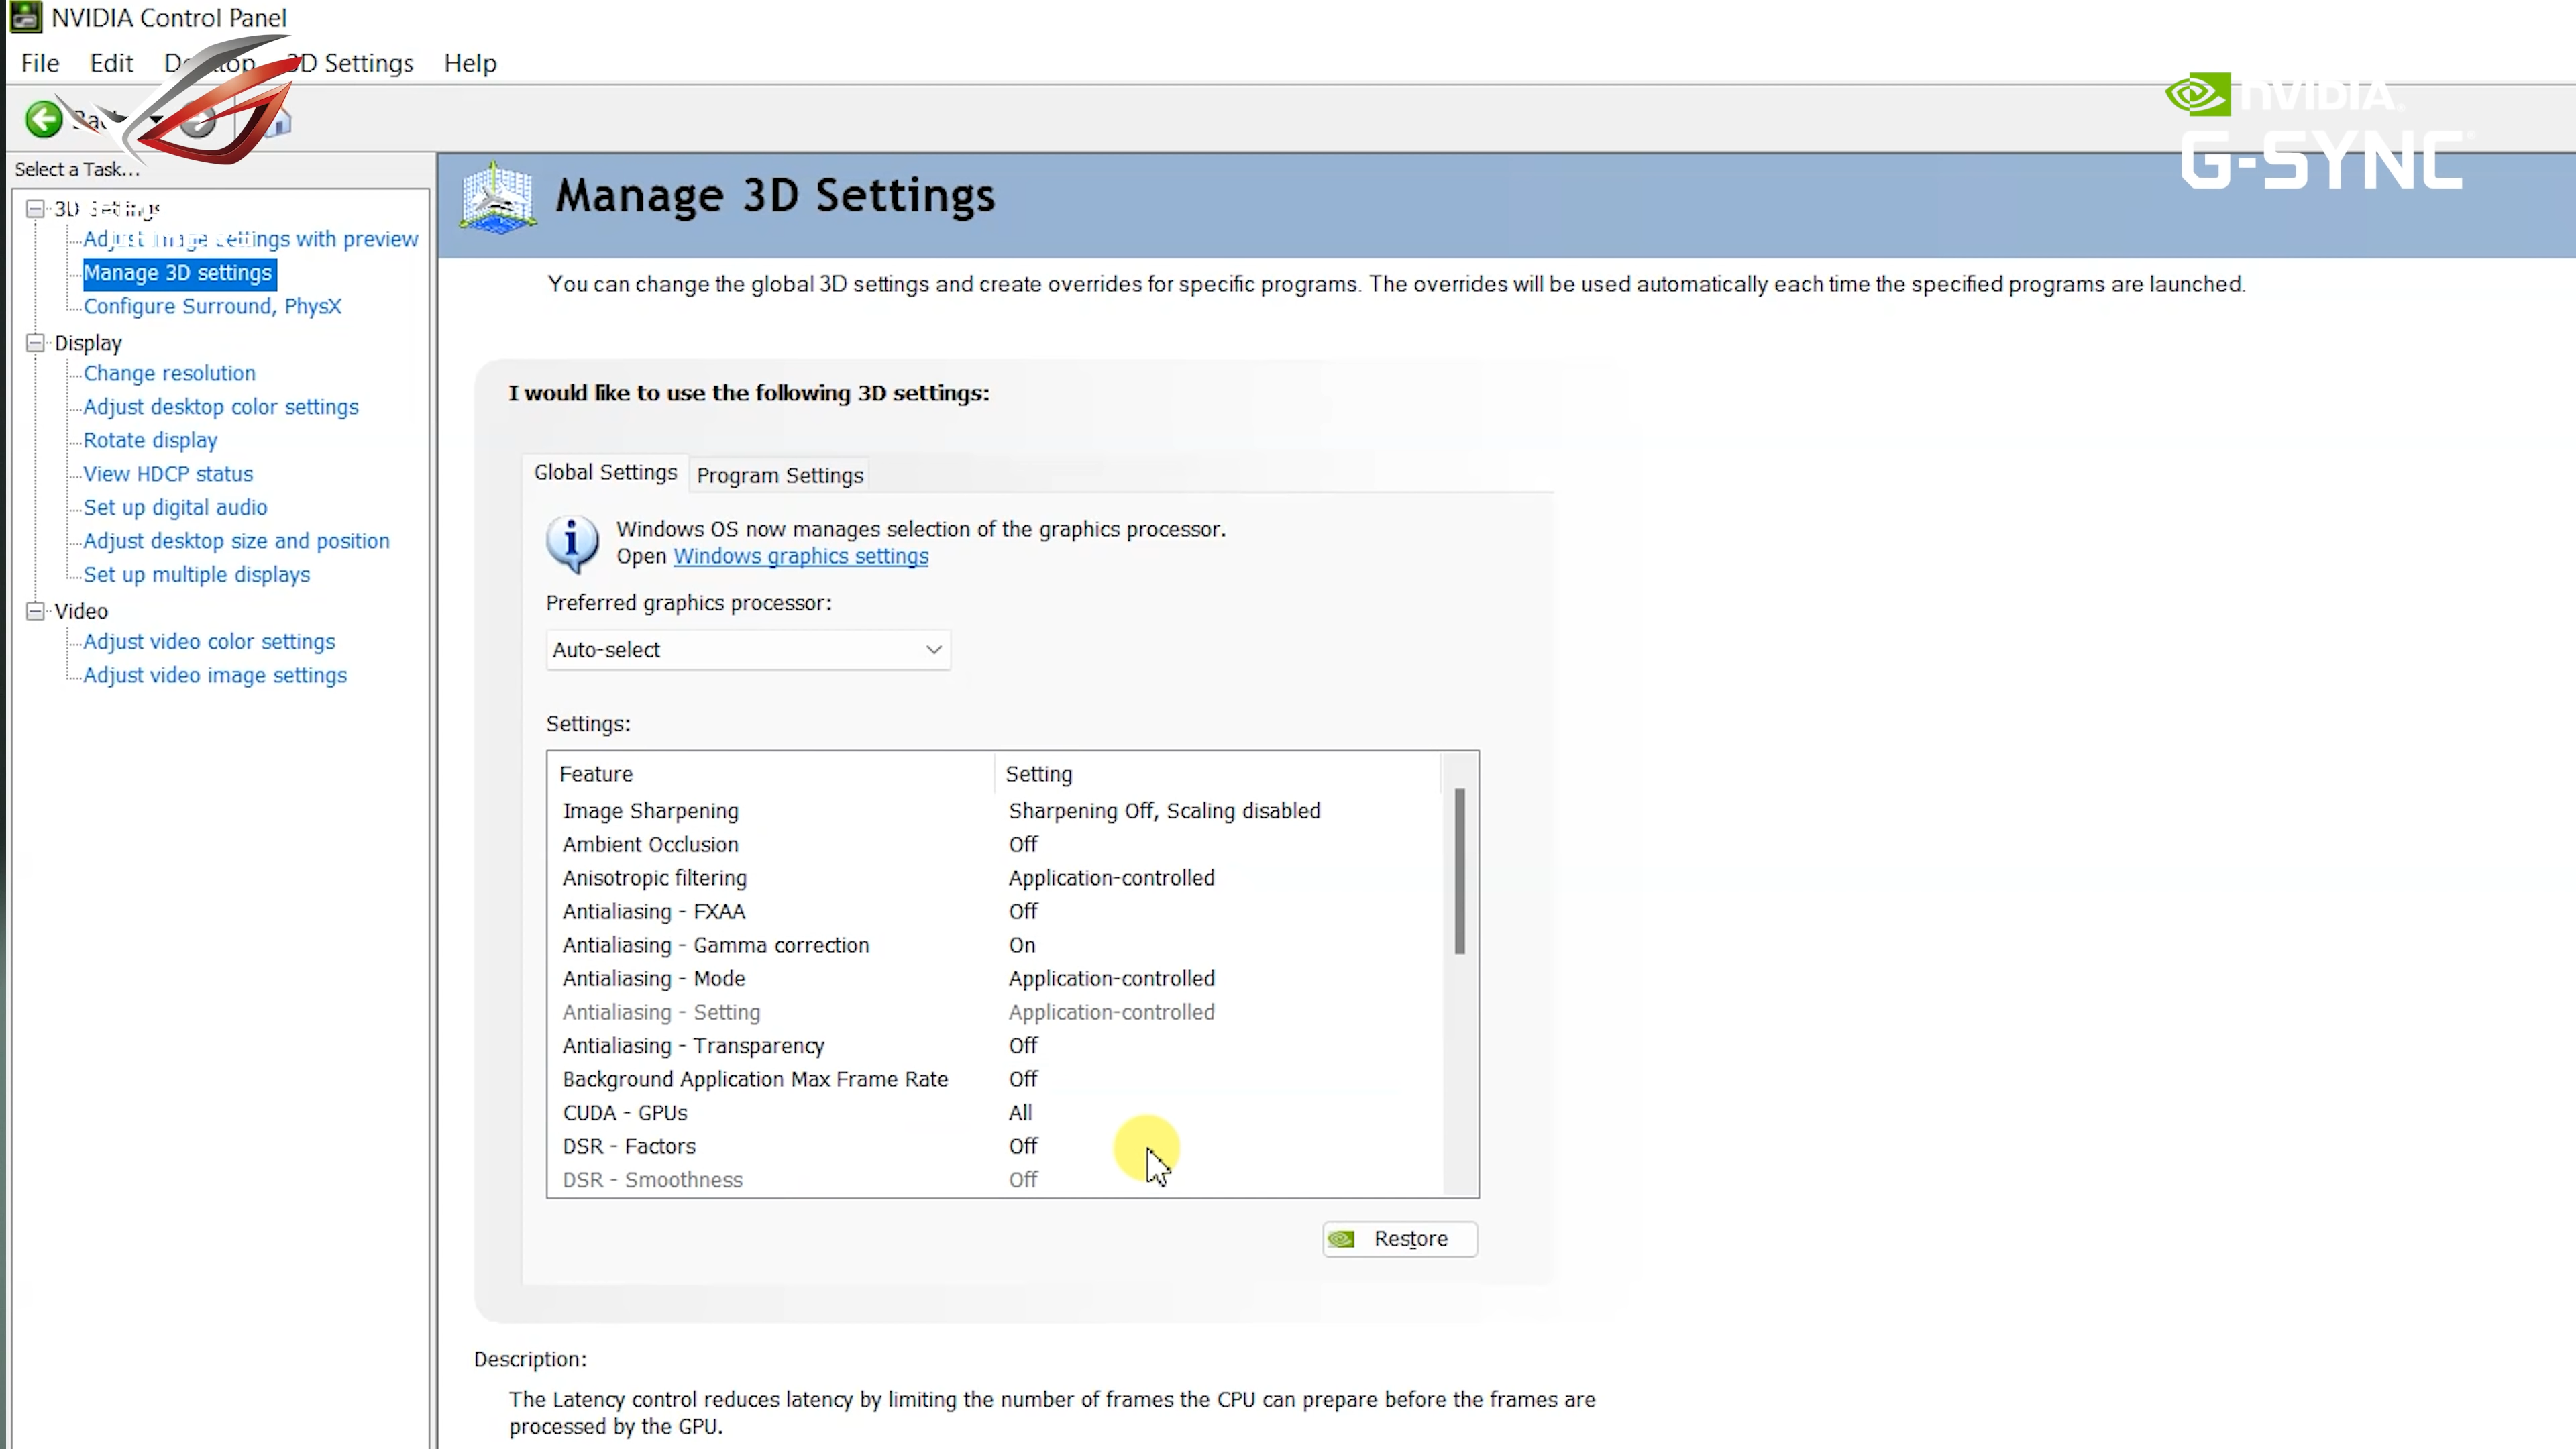 NVIDIA Control Panel
File Edit Desktop 3D Settings Help
Back
NVIDIA
G-SYNC
Select a Task...
3D Settings
Adjust image settings with preview
Manage 3D settings
Configure Surround, PhysX
Display
Change resolution
Adjust desktop color settings
Rotate display
View HDCP status
Set up digital audio
Adjust desktop size and position
Set up multiple displays
Video
Adjust video color settings
Adjust video image settings
Manage 3D Settings
You can change the global 3D settings and create overrides for specific programs. The overrides will be used automatically each time the specified programs are launched.
I would like to use the following 3D settings:
Global Settings Program Settings
Windows OS now manages selection of the graphics processor.
Open Windows graphics settings
Preferred graphics processor:
Auto-select
Settings:
Feature Setting
Image Sharpening Sharpening Off, Scaling disabled
Ambient Occlusion Off
Anisotropic filtering Application-controlled
Antialiasing - FXAA Off
Antialiasing - Gamma correction On
Antialiasing - Mode Application-controlled
Antialiasing - Setting Application-controlled
Antialiasing - Transparency Off
Background Application Max Frame Rate Off
CUDA - GPUs All
DSR - Factors Off
DSR - Smoothness Off
Restore
Description:
The Latency control reduces latency by limiting the number of frames the CPU can prepare before the frames are
processed by the GPU.